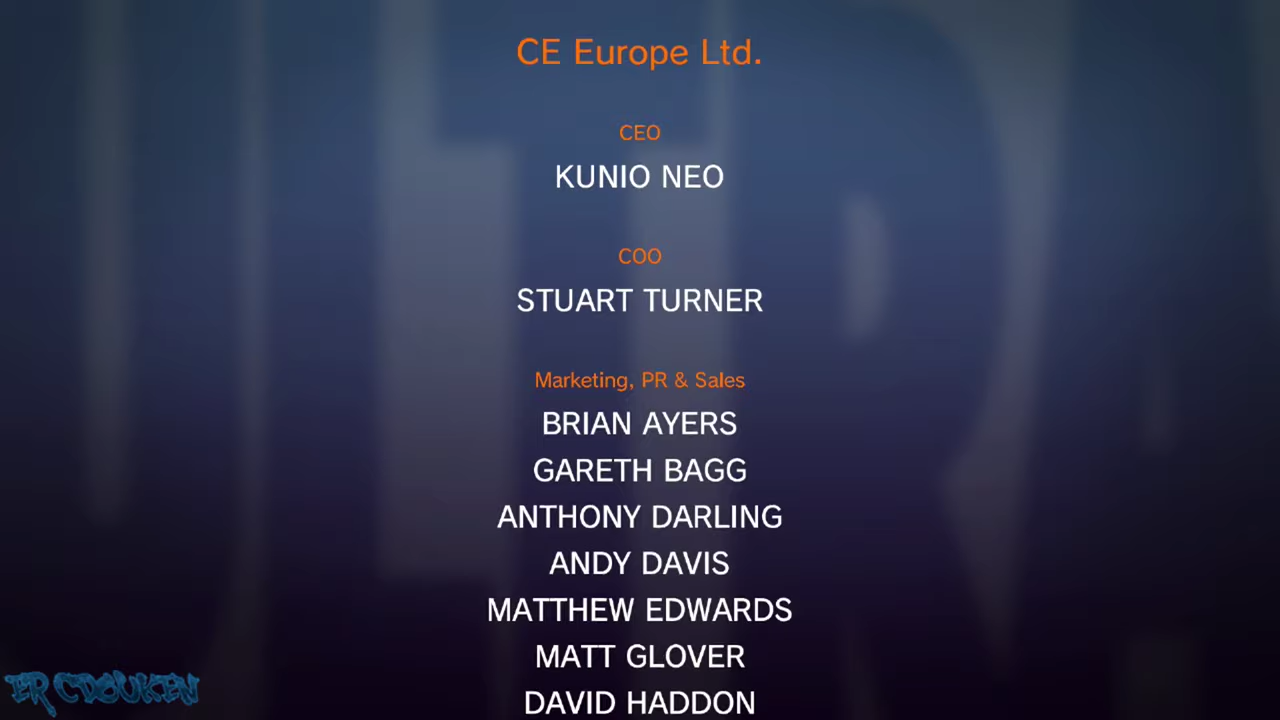 CE Europe Ltd.
CEO
KUNIO NEO
COO
STUART TURNER
Marketing, PR & Sales
BRIAN AYERS
GARETH BAGG
ANTHONY DARLING
ANDY DAVIS
MATTHEW EDWARDS
MATT GLOVER
DAVID HADDON